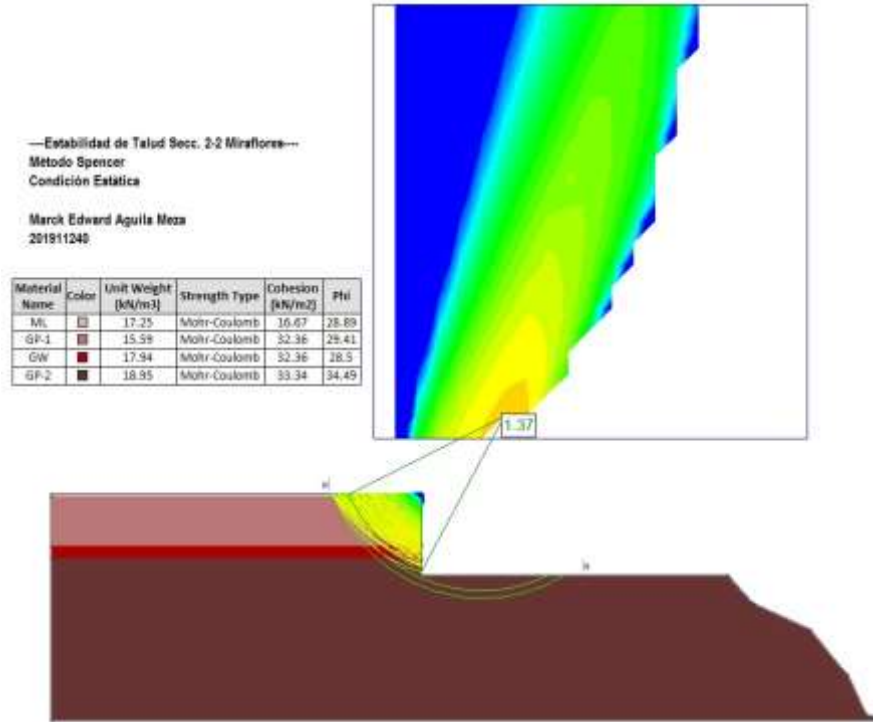 ----Estabilidad de Talud Secc. 2-2 Miraflores----
Método Spencer
Condición Estática
Marck Edward Aguila Meza
201911240
Material Name Color Unit Weight (kN/m3) Strength Type Cohesion (kN/m2) Phi
ML 17.25 Mohr-Coulomb 16.67 28.89
GP-1 15.59 Mohr-Coulomb 32.36 29.41
GW 17.94 Mohr-Coulomb 32.36 28.5
GP-2 18.95 Mohr-Coulomb 33.34 34.49
1.37